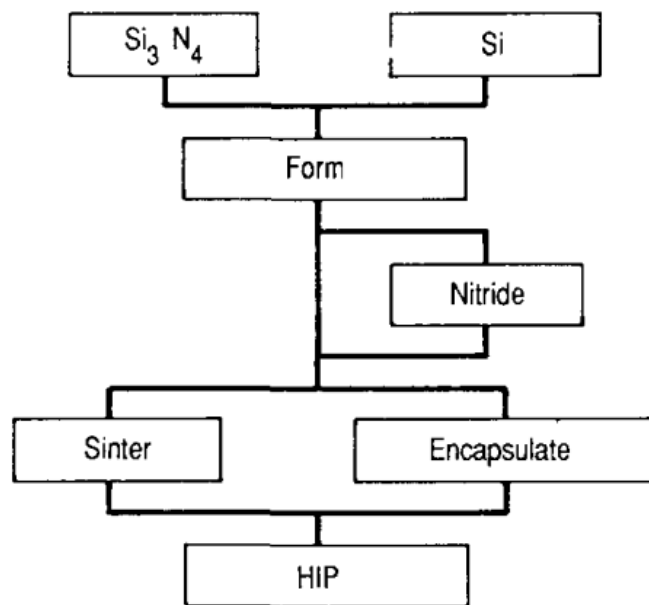 Si₃ N₄
Si
Form
Nitride
Sinter
Encapsulate
HIP